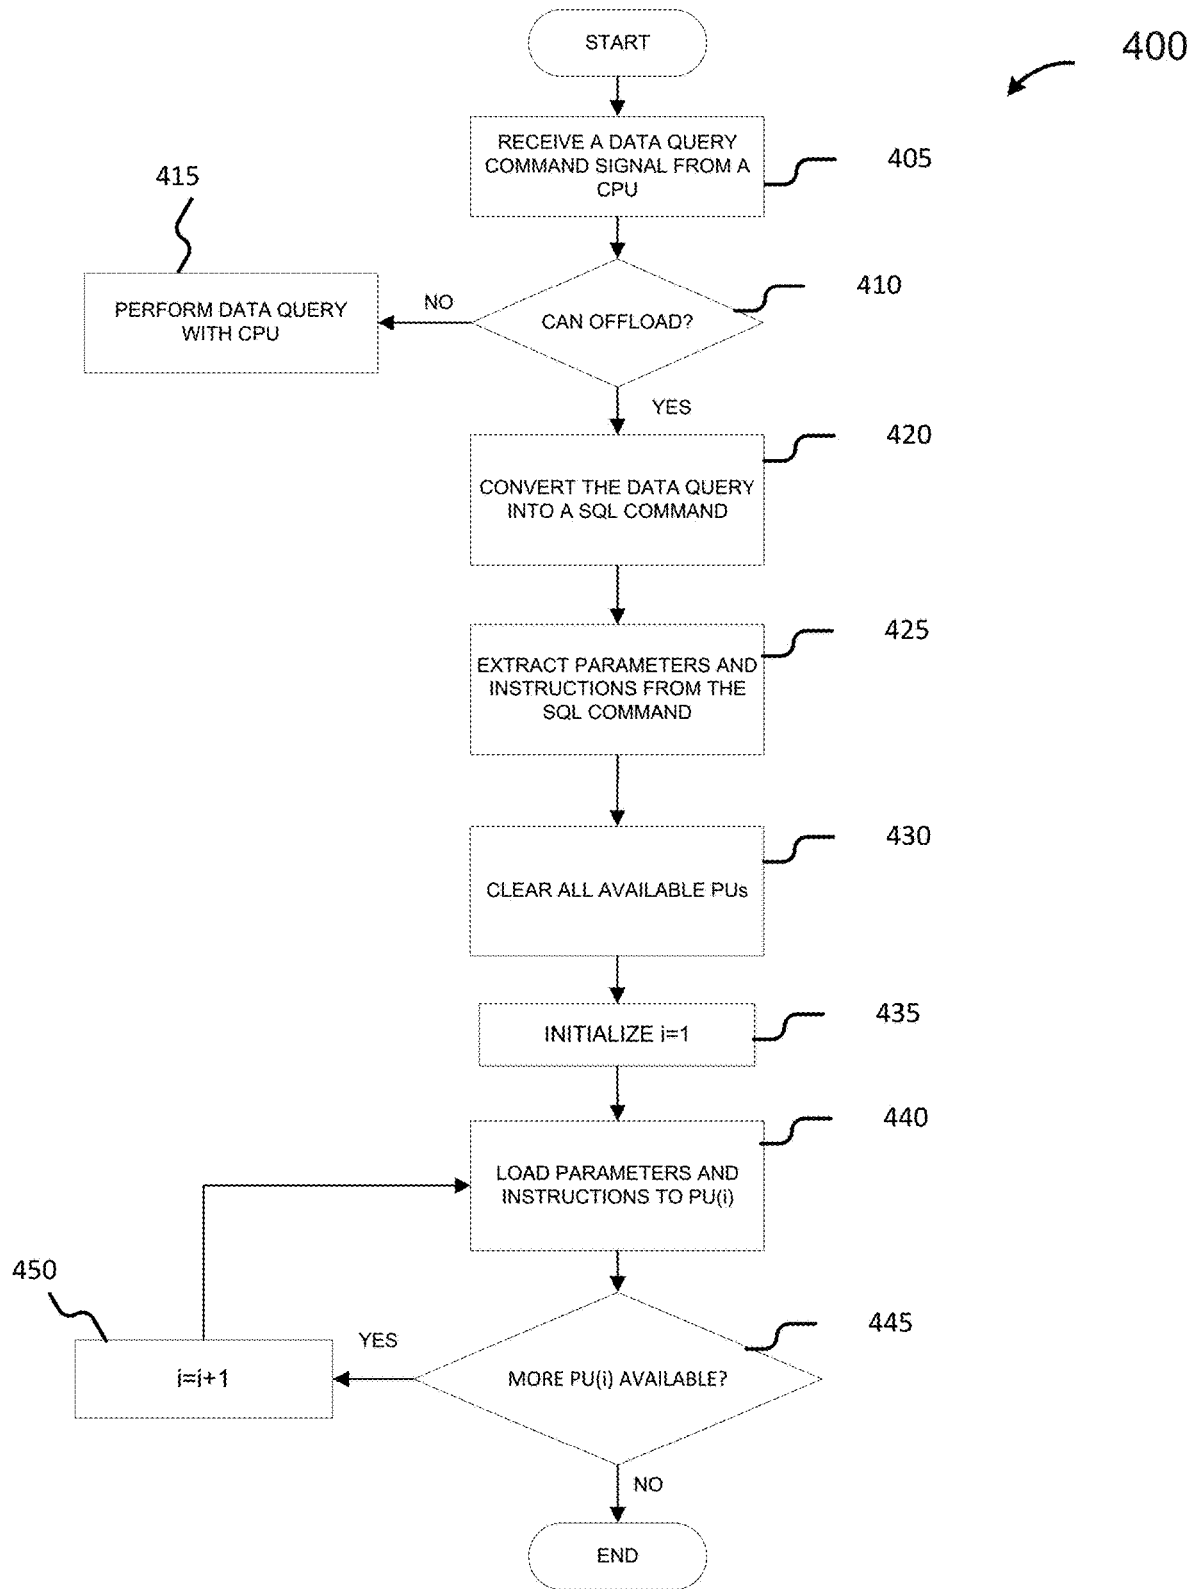 START
400
RECEIVE A DATA QUERY
COMMAND SIGNAL FROM A
CPU
405
415
410
PERFORM DATA QUERY
WITH CPU
NO
CAN OFFLOAD?
YES
420
CONVERT THE DATA QUERY
INTO A SQL COMMAND
425
EXTRACT PARAMETERS AND
INSTRUCTIONS FROM THE
SQL COMMAND
430
CLEAR ALL AVAILABLE PUs
435
INITIALIZE i=1
440
LOAD PARAMETERS AND
INSTRUCTIONS TO PU(i)
450
445
YES
i=i+1
MORE PU(i) AVAILABLE?
NO
END